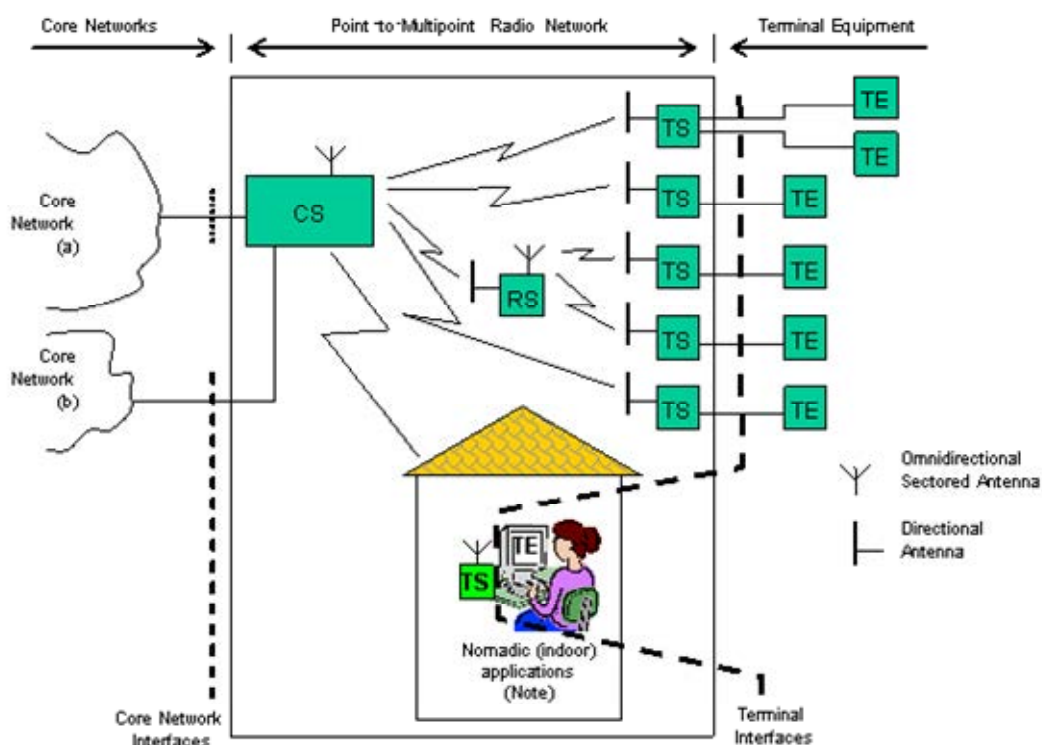 Core Networks
Point-to-Multipoint Radio Network
Terminal Equipment
TE
TS
TE
Core
Network
(a)
CS
TS
TE
TS
TE
RS
Core
Network
(b)
TS
TE
TS
TE
Omnidirectional
Sectored Antenna
Directional
Antenna
TE
TS
Nomadic (indoor)
applications
(Note)
Core Network
Interfaces
Terminal
Interfaces